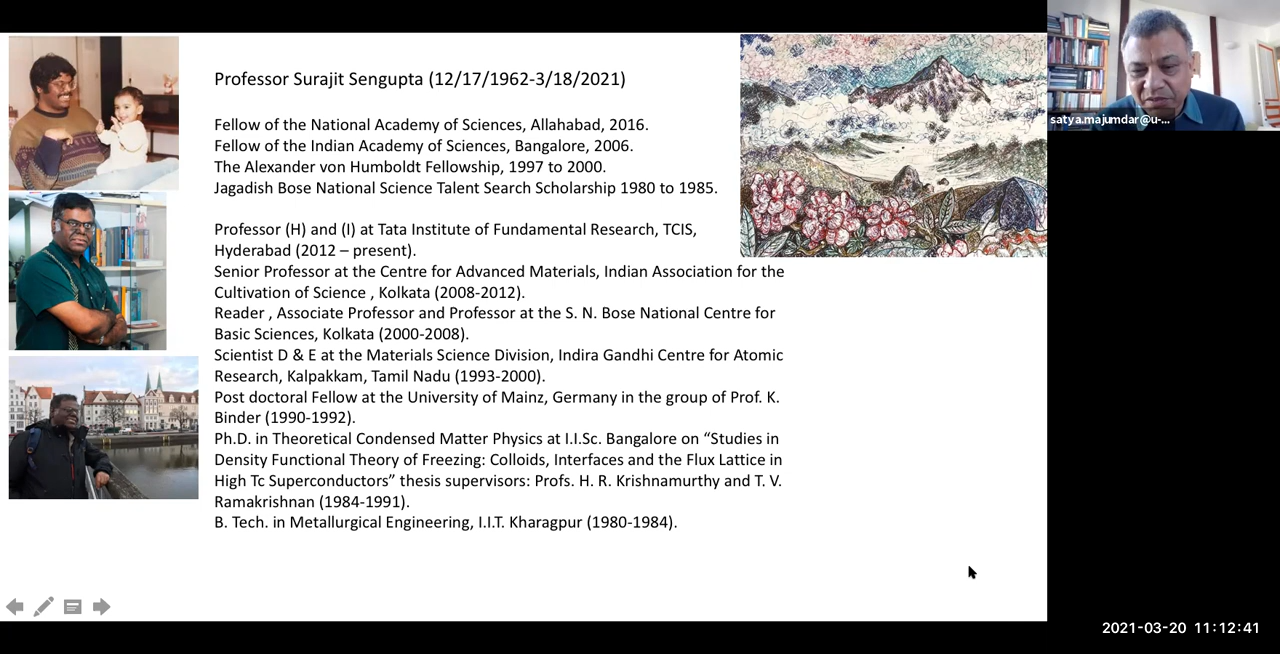 Professor Surajit Sengupta (12/17/1962-3/18/2021)
Fellow of the National Academy of Sciences, Allahabad, 2016.
Fellow of the Indian Academy of Sciences, Bangalore, 2006.
The Alexander von Humboldt Fellowship, 1997 to 2000.
Jagadish Bose National Science Talent Search Scholarship 1980 to 1985.
Professor (H) and (I) at Tata Institute of Fundamental Research, TCIS,
Hyderabad (2012 – present).
Senior Professor at the Centre for Advanced Materials, Indian Association for the
Cultivation of Science , Kolkata (2008-2012).
Reader , Associate Professor and Professor at the S. N. Bose National Centre for
Basic Sciences, Kolkata (2000-2008).
Scientist D & E at the Materials Science Division, Indira Gandhi Centre for Atomic
Research, Kalpakkam, Tamil Nadu (1993-2000).
Post doctoral Fellow at the University of Mainz, Germany in the group of Prof. K.
Binder (1990-1992).
Ph.D. in Theoretical Condensed Matter Physics at I.I.Sc. Bangalore on “Studies in
Density Functional Theory of Freezing: Colloids, Interfaces and the Flux Lattice in
High Tc Superconductors” thesis supervisors: Profs. H. R. Krishnamurthy and T. V.
Ramakrishnan (1984-1991).
B. Tech. in Metallurgical Engineering, I.I.T. Kharagpur (1980-1984).
satya.majumdar@u-...
2021-03-20 11:12:41